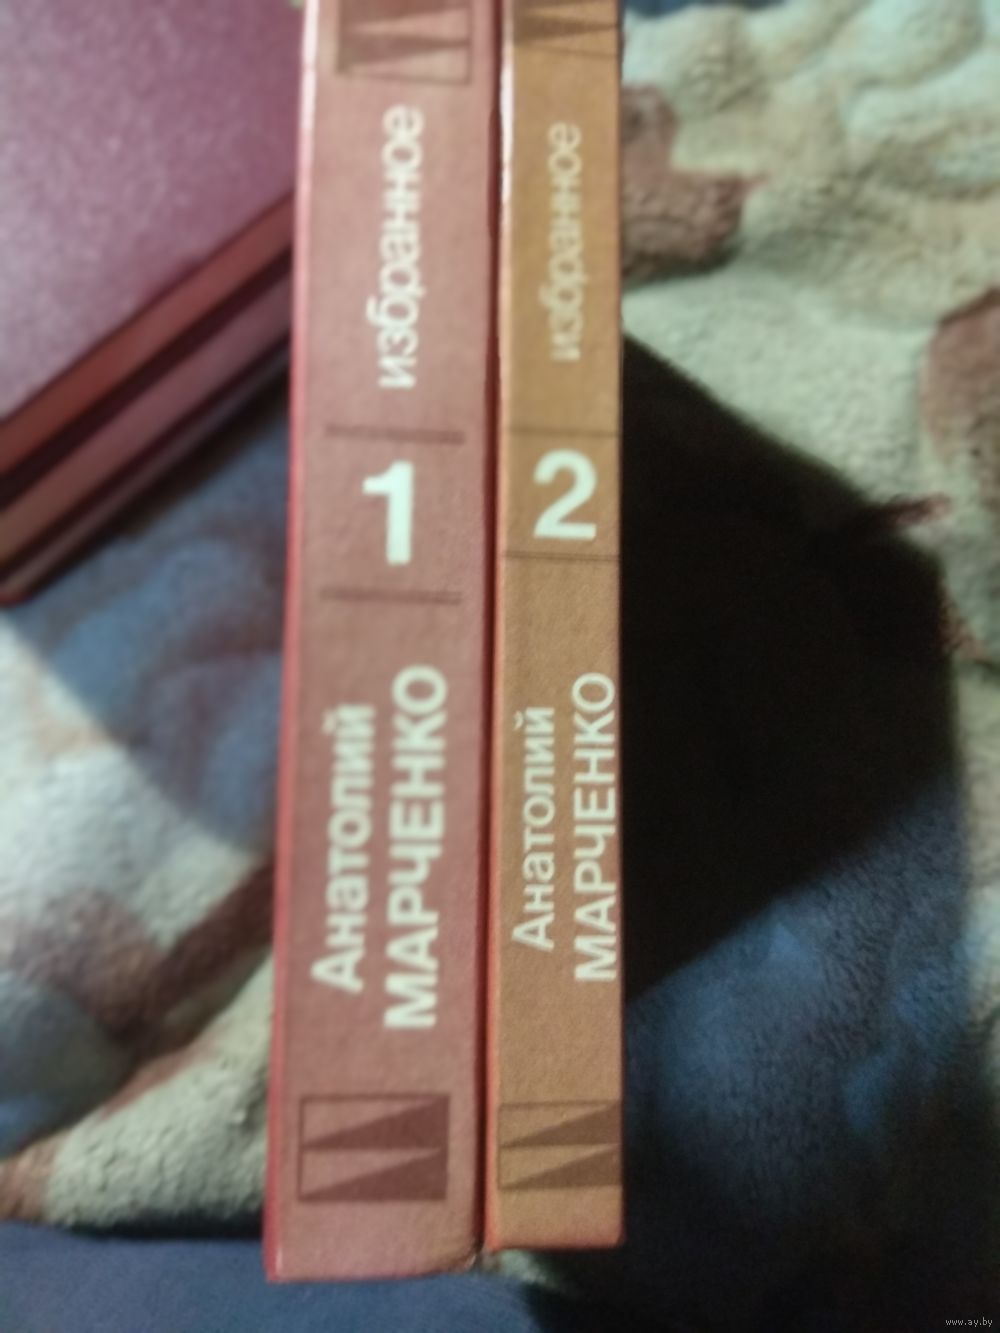 Анатолий
МАРЧЕНКО
1
избранное
Анатолий
МАРЧЕНКО
2
избранное
www.ay.by